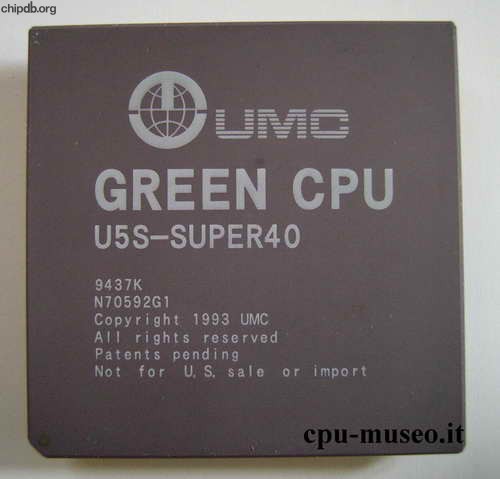 chipdb.org
UMC
GREEN CPU
U5S-SUPER40
9437K
N70592G1
Copyright 1993 UMC
All rights reserved
Patents pending
Not for U.S. sale or import
cpu-museo.it